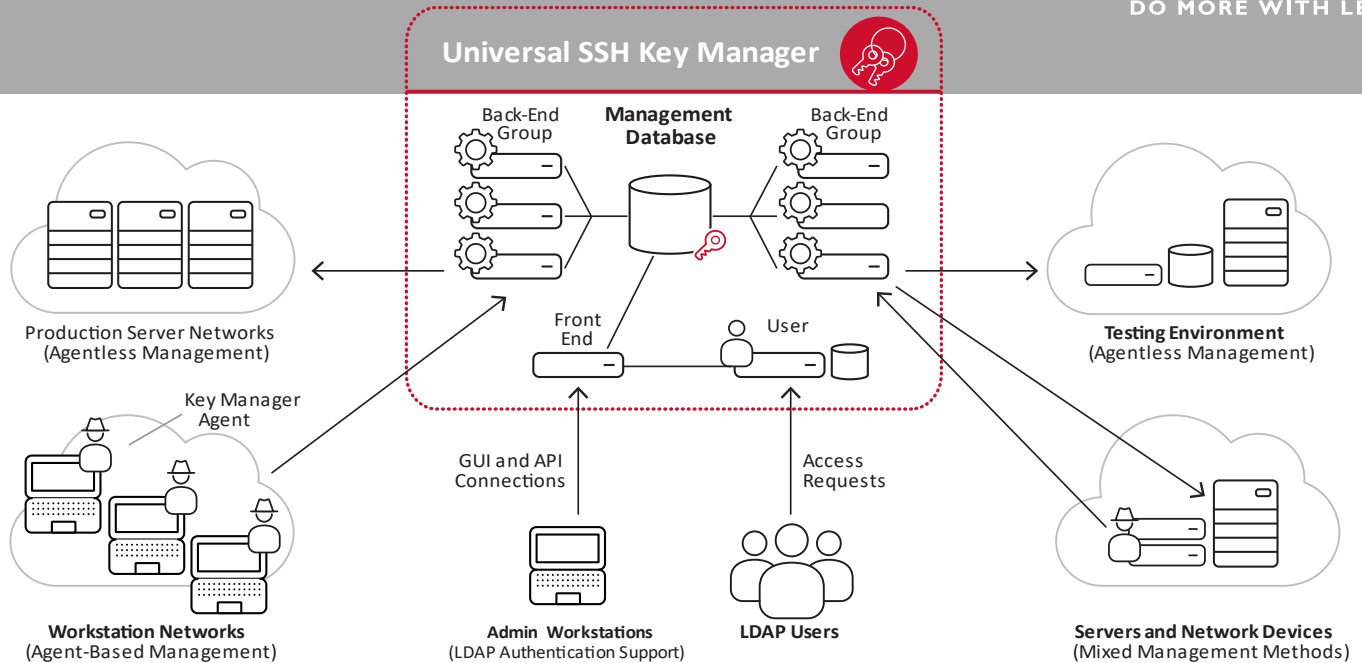 DO MORE WITH
Universal SSH Key Manager
Back-End
Group
Management
Database
Back-End
Group
Front
End
User
Production Server Networks
(Agentless Management)
Testing Environment
(Agentless Management)
Key Manager
Agent
GUI and API
Connections
Access
Requests
Workstation Networks
(Agent-Based Management)
Admin Workstations
(LDAP Authentication Support)
LDAP Users
Servers and Network Devices
(Mixed Management Methods)